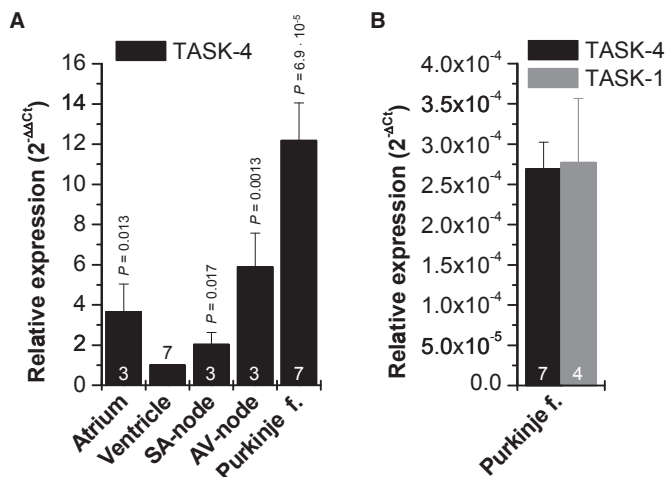 A
TASK-4
Relative expression (2^-ΔΔCt)
16
14
12
10
8
6
4
2
0
P = 0.013
P = 0.017
P = 0.0013
P = 6.9 · 10^-5
3
7
3
3
7
Atrium
Ventricle
SA-node
AV-node
Purkinje f.
B
TASK-4
TASK-1
Relative expression (2^-ΔCt)
4.0x10^-4
3.5x10^-4
3.0x10^-4
2.5x10^-4
2.0x10^-4
1.5x10^-4
1.0x10^-4
5.0x10^-5
0.0
7
4
Purkinje f.